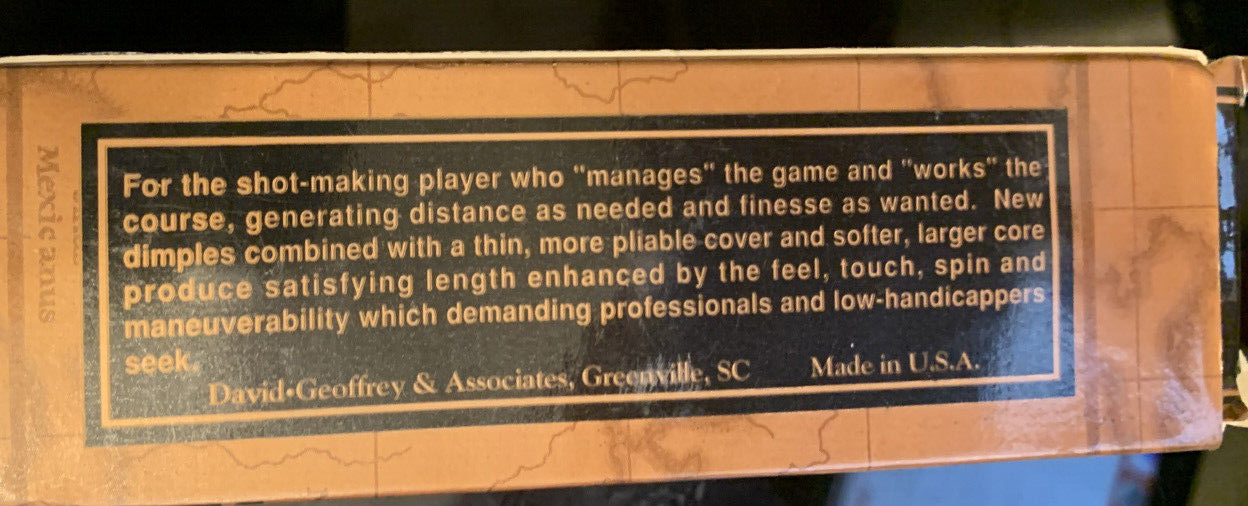 For the shot-making player who "manages" the game and "works" the
course, generating distance as needed and finesse as wanted. New
dimples combined with a thin, more pliable cover and softer, larger core
produce satisfying length enhanced by the feel, touch, spin and
maneuverability which demanding professionals and low-handicappers
seek.
David•Geoffrey & Associates, Greenville, SC Made in U.S.A.
Mexicanus